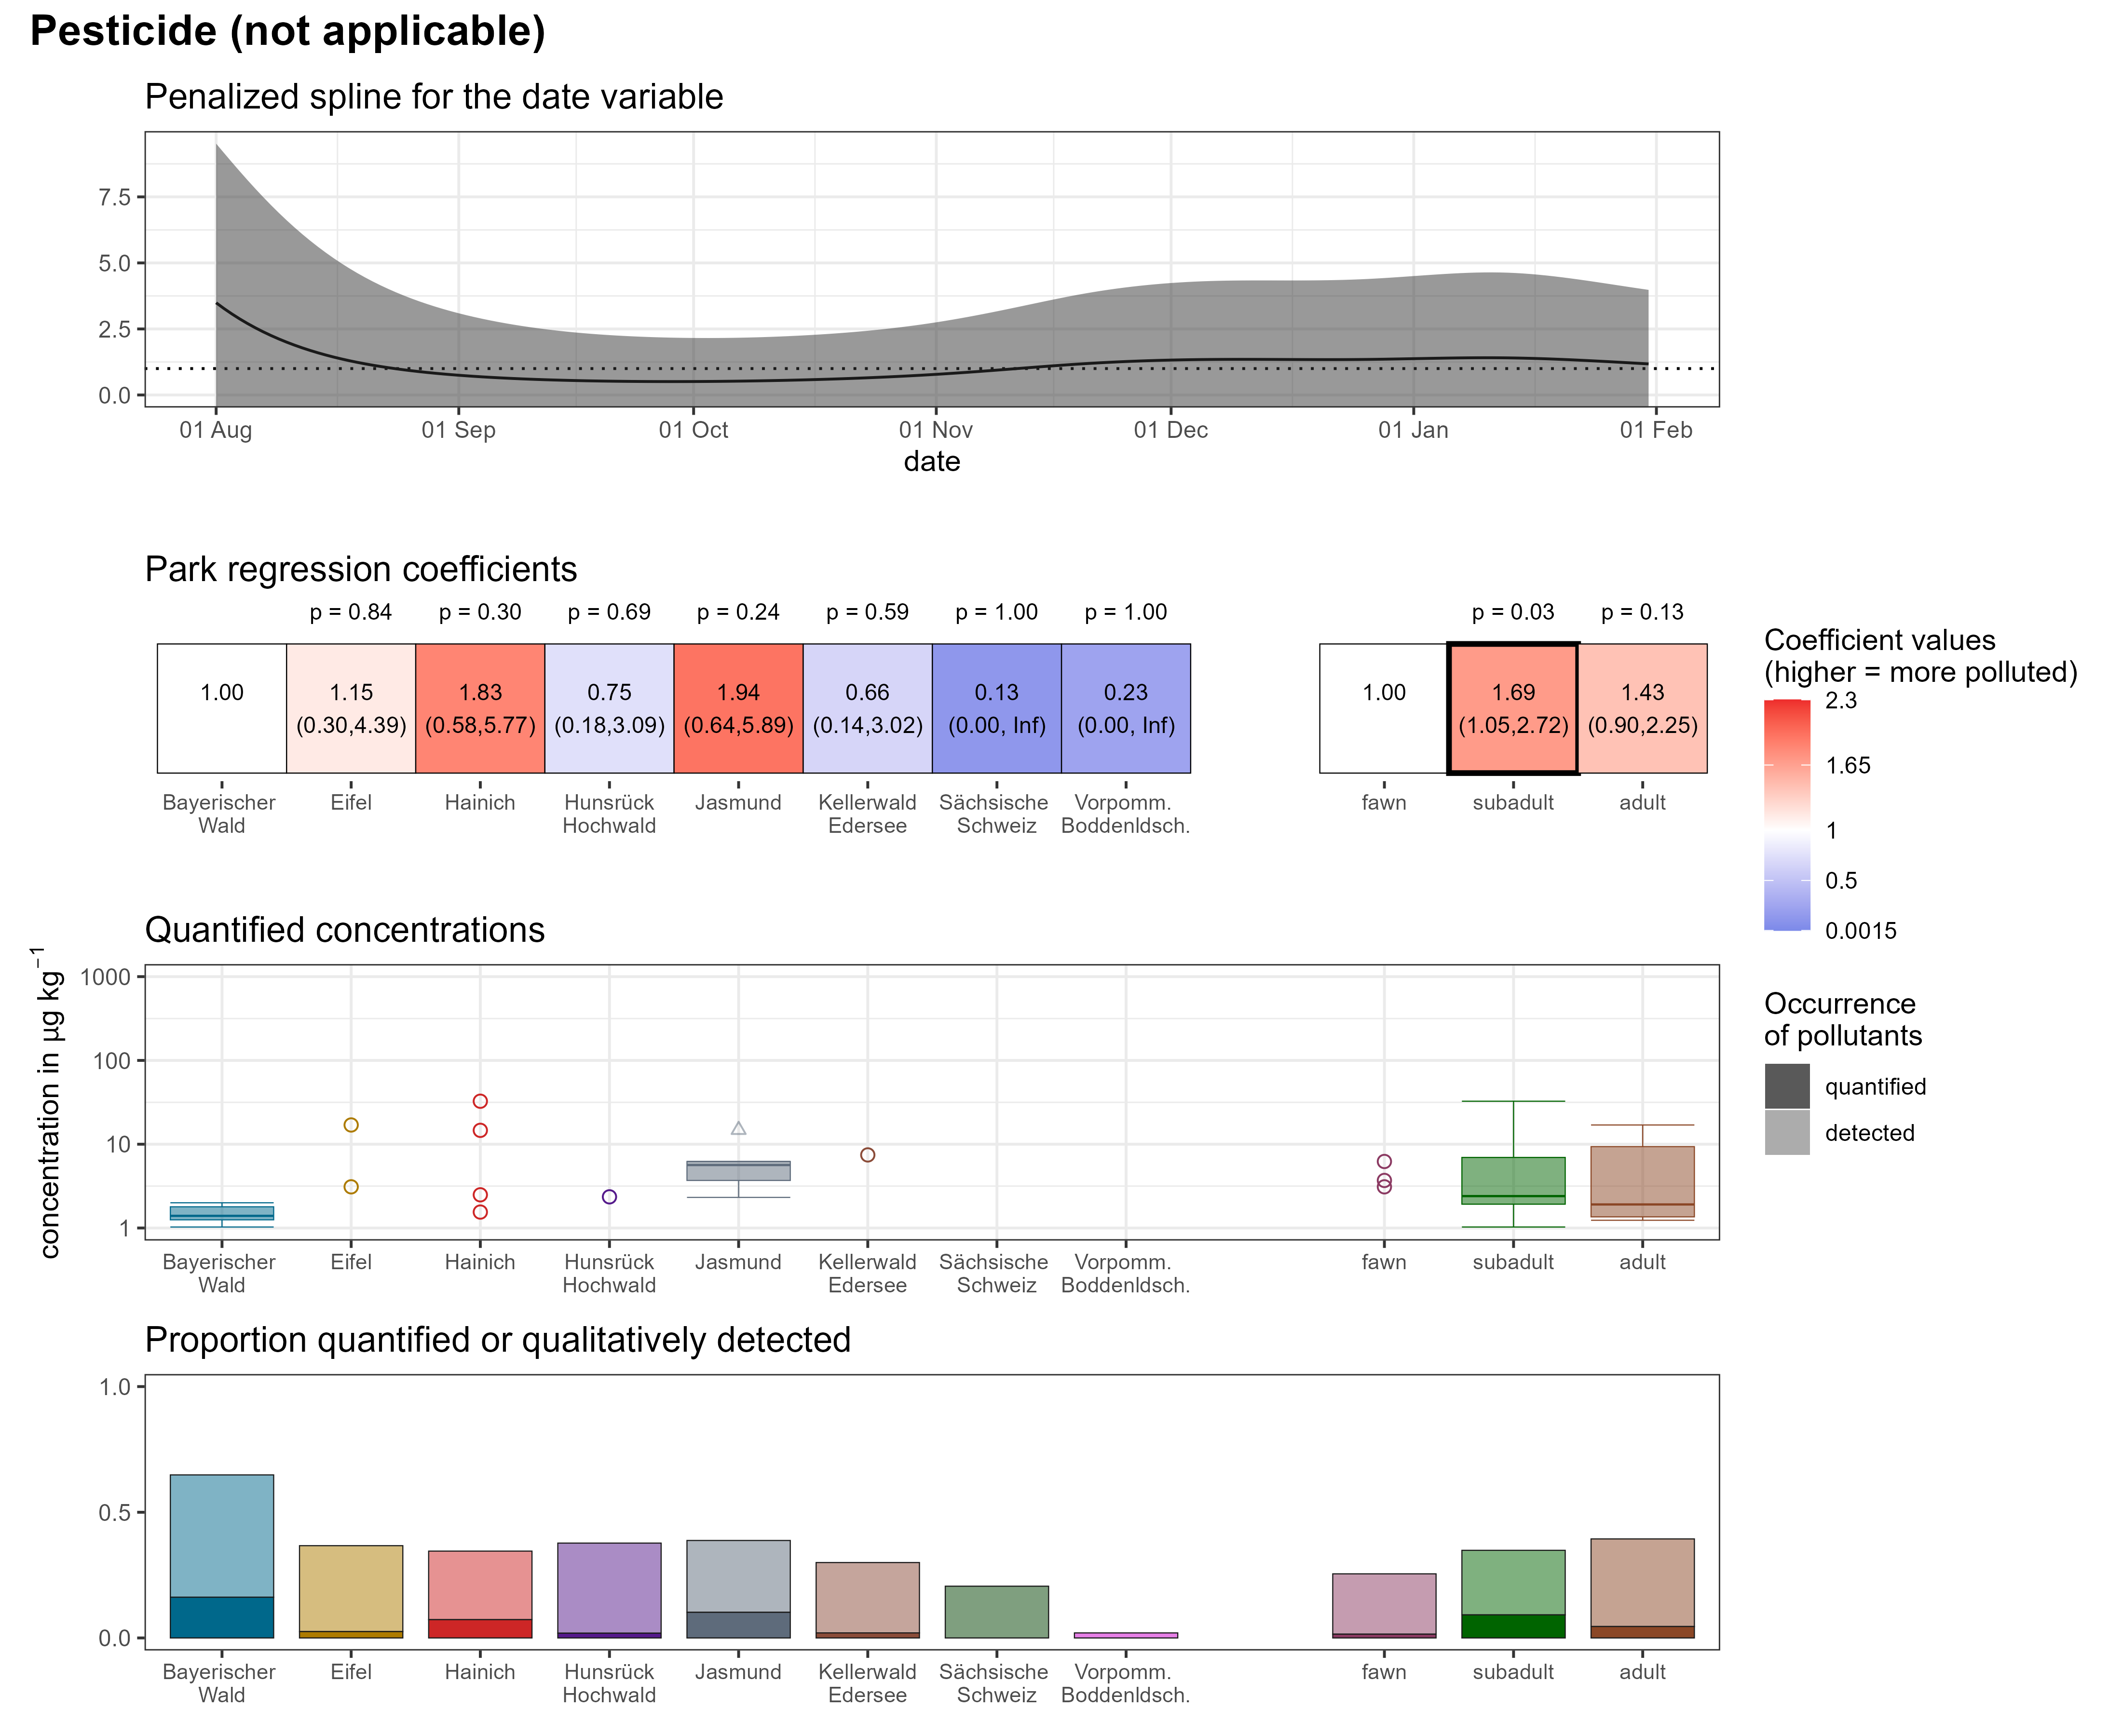 Pesticide (not applicable)
Penalized spline for the date variable
7.5
5.0
2.5
0.0
01 Aug 01 Sep 01 Oct 01 Nov 01 Dec 01 Jan 01 Feb
date
Park regression coefficients
p = 0.84 p = 0.30 p = 0.69 p = 0.24 p = 0.59 p = 1.00 p = 1.00 p = 0.03 p = 0.13
1.00 1.15 1.83 0.75 1.94 0.66 0.13 0.23 1.00 1.69 1.43
(0.30,4.39) (0.58,5.77) (0.18,3.09) (0.64,5.89) (0.14,3.02) (0.00, Inf) (0.00, Inf) (1.05,2.72) (0.90,2.25)
Bayerischer Eifel Hainich Hunsrück Jasmund Kellerwald Sächsische Vorpomm. fawn subadult adult
Wald Hochwald Edersee Schweiz Boddenldsch.
Coefficient values
(higher = more polluted)
2.3
1.65
1
0.5
0.0015
Quantified concentrations
concentration in µg kg⁻¹
1000
100
10
1
Bayerischer Eifel Hainich Hunsrück Jasmund Kellerwald Sächsische Vorpomm. fawn subadult adult
Wald Hochwald Edersee Schweiz Boddenldsch.
Occurrence
of pollutants
quantified
detected
Proportion quantified or qualitatively detected
1.0
0.5
0.0
Bayerischer Eifel Hainich Hunsrück Jasmund Kellerwald Sächsische Vorpomm. fawn subadult adult
Wald Hochwald Edersee Schweiz Boddenldsch.